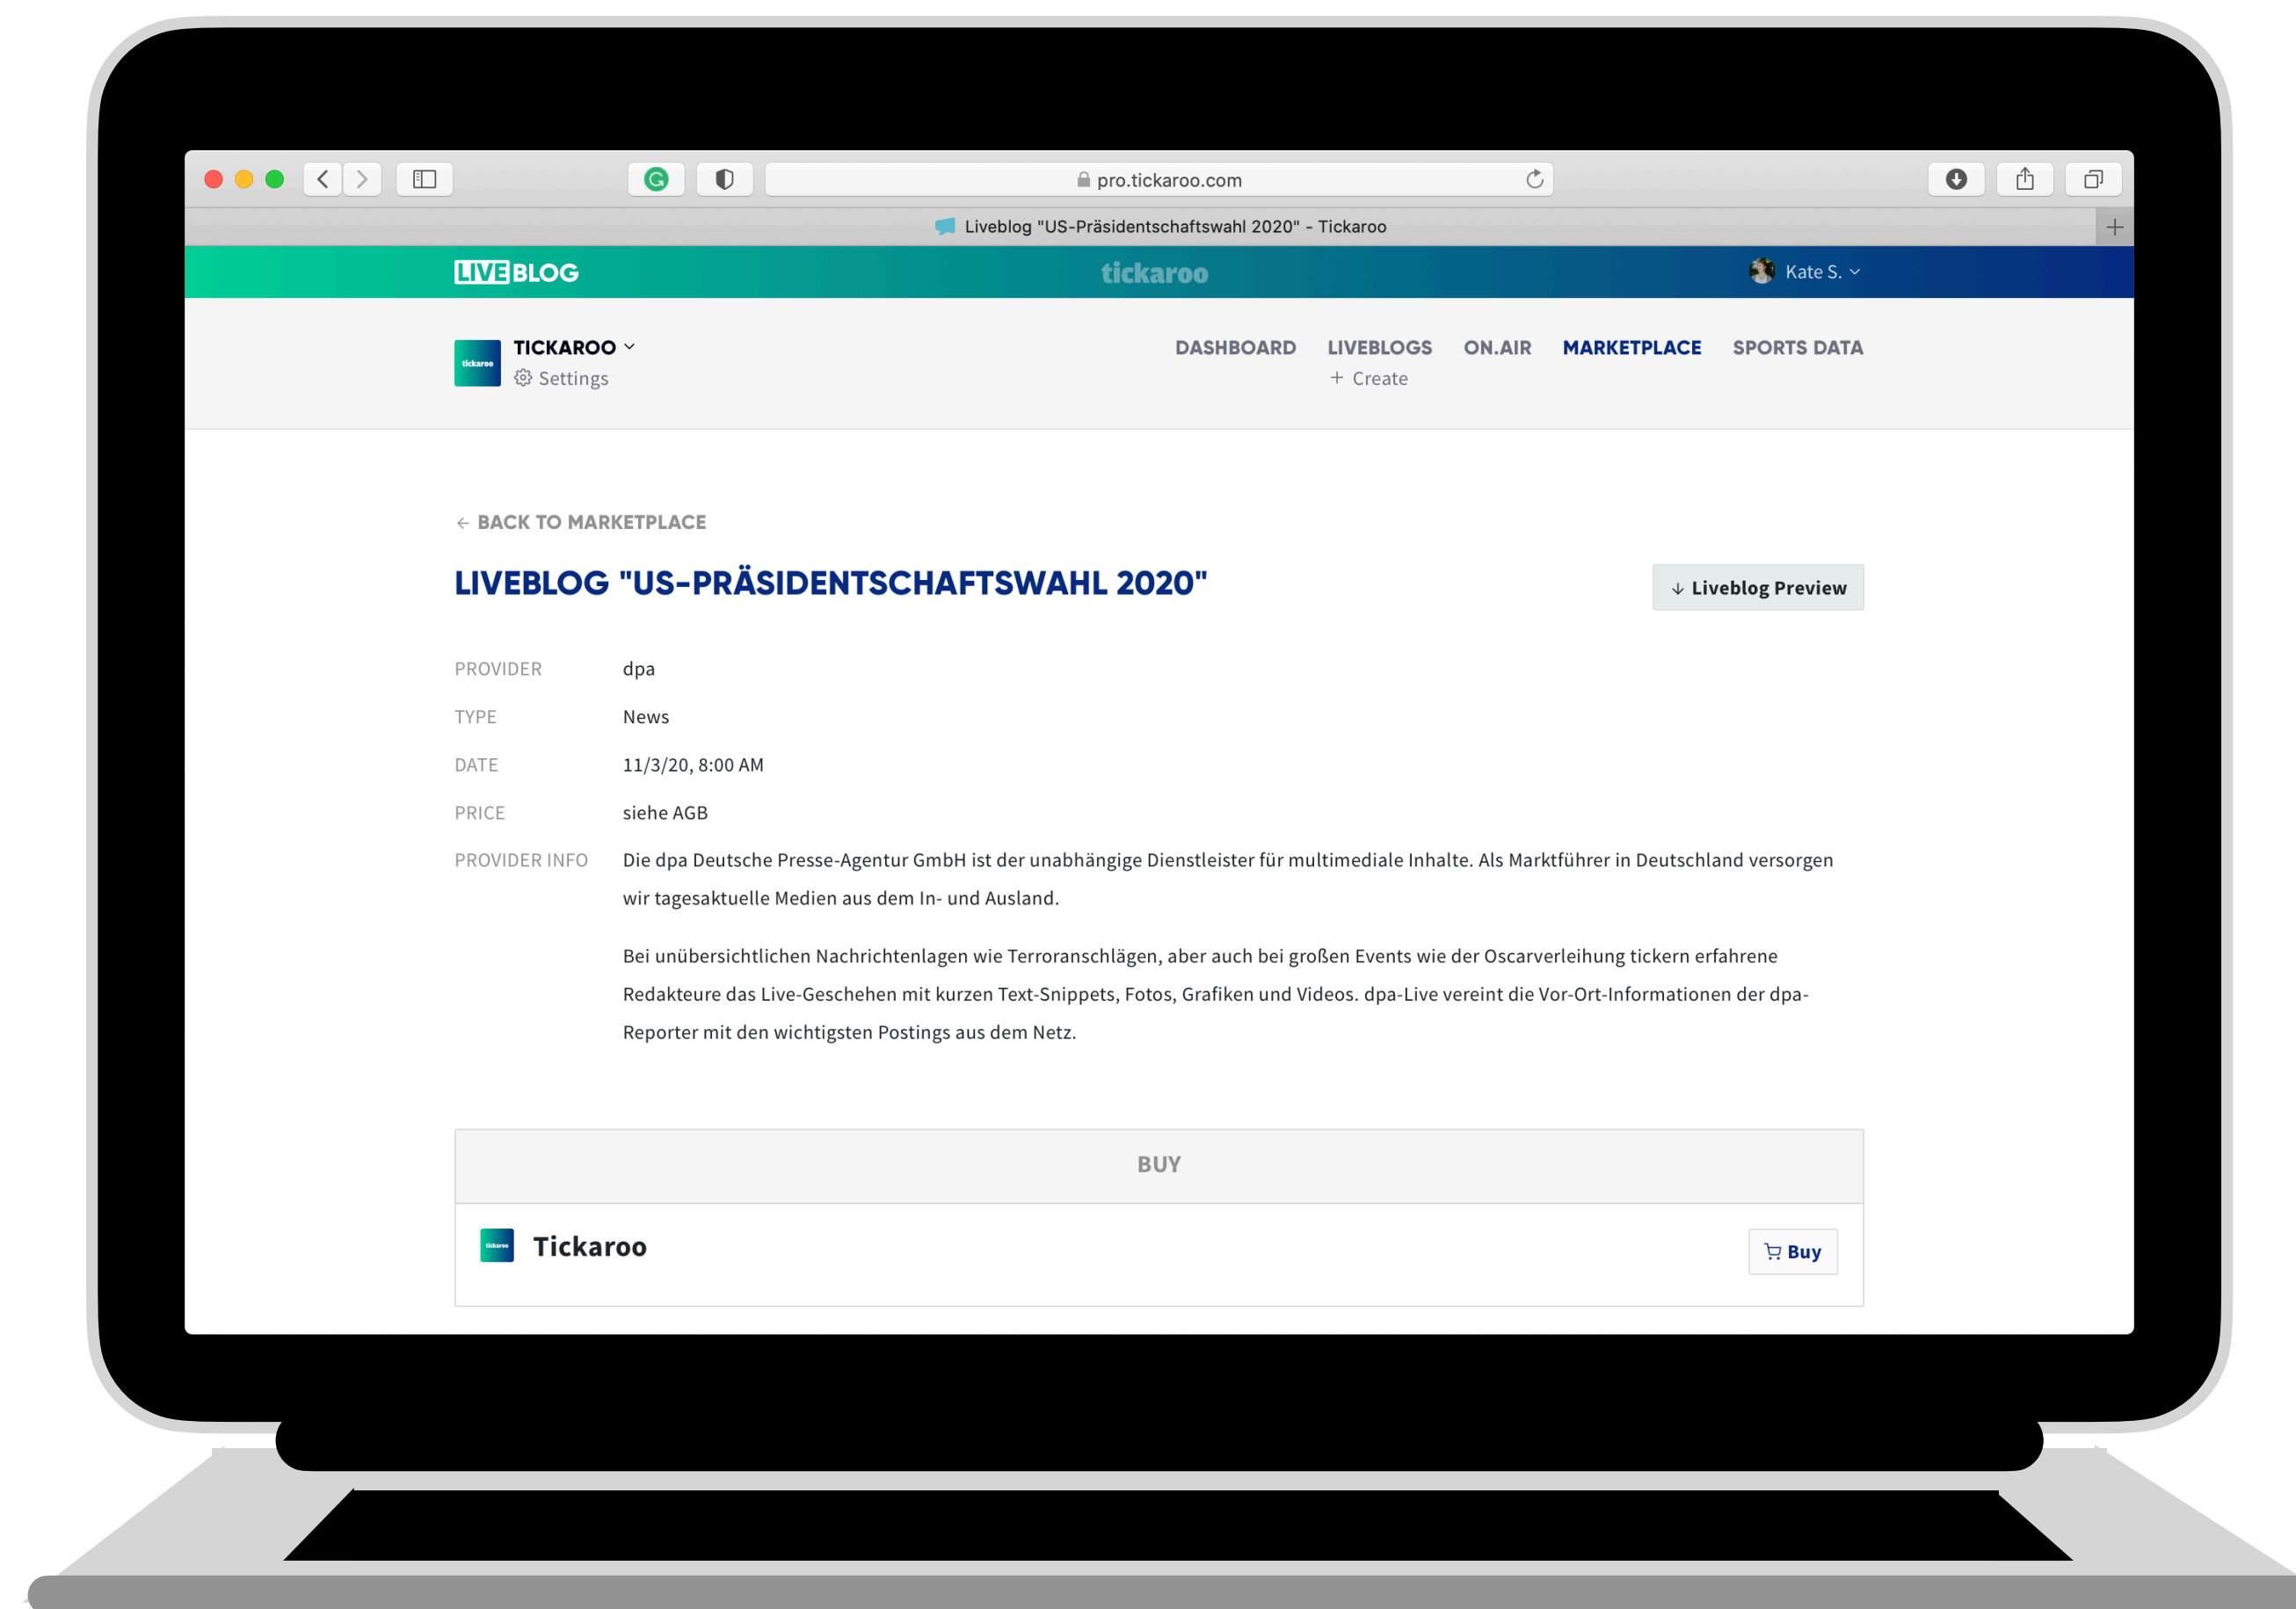 pro.tickaroo.com
Liveblog "US-Präsidentschaftswahl 2020" - Tickaroo
LIVEBLOG
tickaroo
Kate S.
tickaroo
TICKAROO
Settings
DASHBOARD
LIVEBLOGS
ON.AIR
MARKETPLACE
SPORTS DATA
+ Create
← BACK TO MARKETPLACE
LIVEBLOG "US-PRÄSIDENTSCHAFTSWAHL 2020"
↓ Liveblog Preview
PROVIDER dpa
TYPE News
DATE 11/3/20, 8:00 AM
PRICE siehe AGB
PROVIDER INFO Die dpa Deutsche Presse-Agentur GmbH ist der unabhängige Dienstleister für multimediale Inhalte. Als Marktführer in Deutschland versorgen
wir tagesaktuelle Medien aus dem In- und Ausland.
Bei unübersichtlichen Nachrichtenlagen wie Terroranschlägen, aber auch bei großen Events wie der Oscarverleihung tickern erfahrene
Redakteure das Live-Geschehen mit kurzen Text-Snippets, Fotos, Grafiken und Videos. dpa-Live vereint die Vor-Ort-Informationen der dpa-
Reporter mit den wichtigsten Postings aus dem Netz.
BUY
tickaroo
Tickaroo
Buy